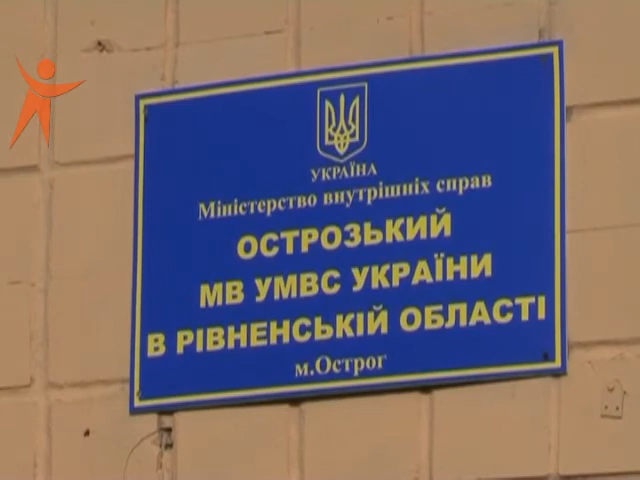 УКРАЇНА
Міністерство внутрішніх справ
ОСТРОЗЬКИЙ
МВ УМВС УКРАЇНИ
В РІВНЕНСЬКІЙ ОБЛАСТІ
м.Острог